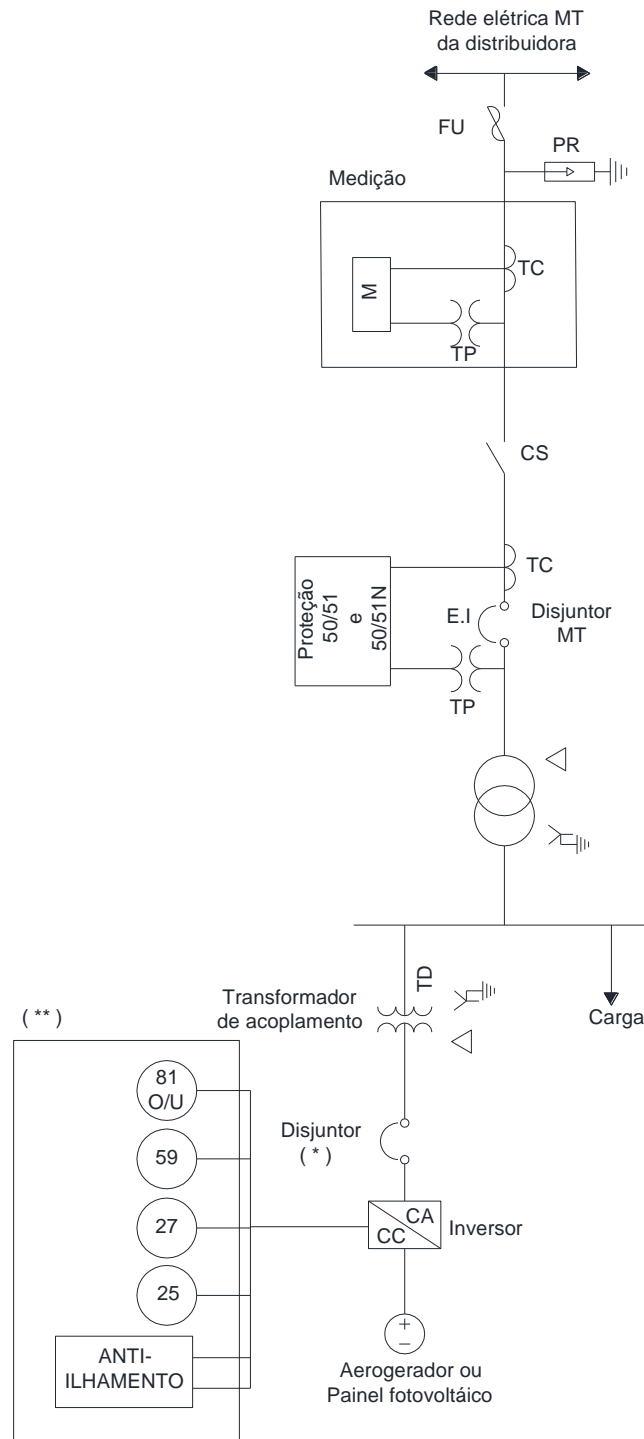 Rede elétrica MT
da distribuidora
FU
PR
Medição
TC
M
TP
CS
TC
Proteção
50/51
e
50/51N
E.I
Disjuntor
MT
TP
TD
Transformador
de acoplamento
Carga
( ** )
81
O/U
59
27
25
ANTI-
ILHAMENTO
Disjuntor
( * )
CA
CC
Inversor
+
–
Aerogerador ou
Painel fotovoltáico